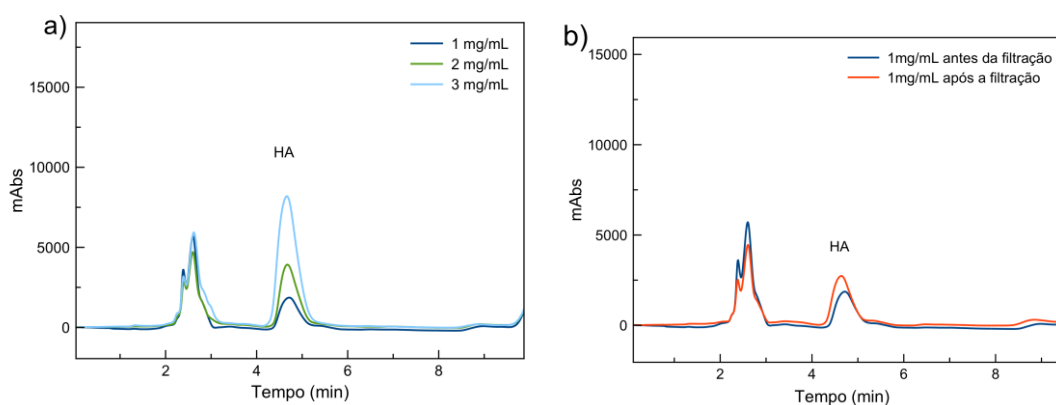 a)
1 mg/mL
2 mg/mL
3 mg/mL
HA
15000
10000
5000
0
mAbs
2 4 6 8
Tempo (min)
b)
1mg/mL antes da filtração
1mg/mL após a filtração
HA
15000
10000
5000
0
mAbs
2 4 6 8
Tempo (min)